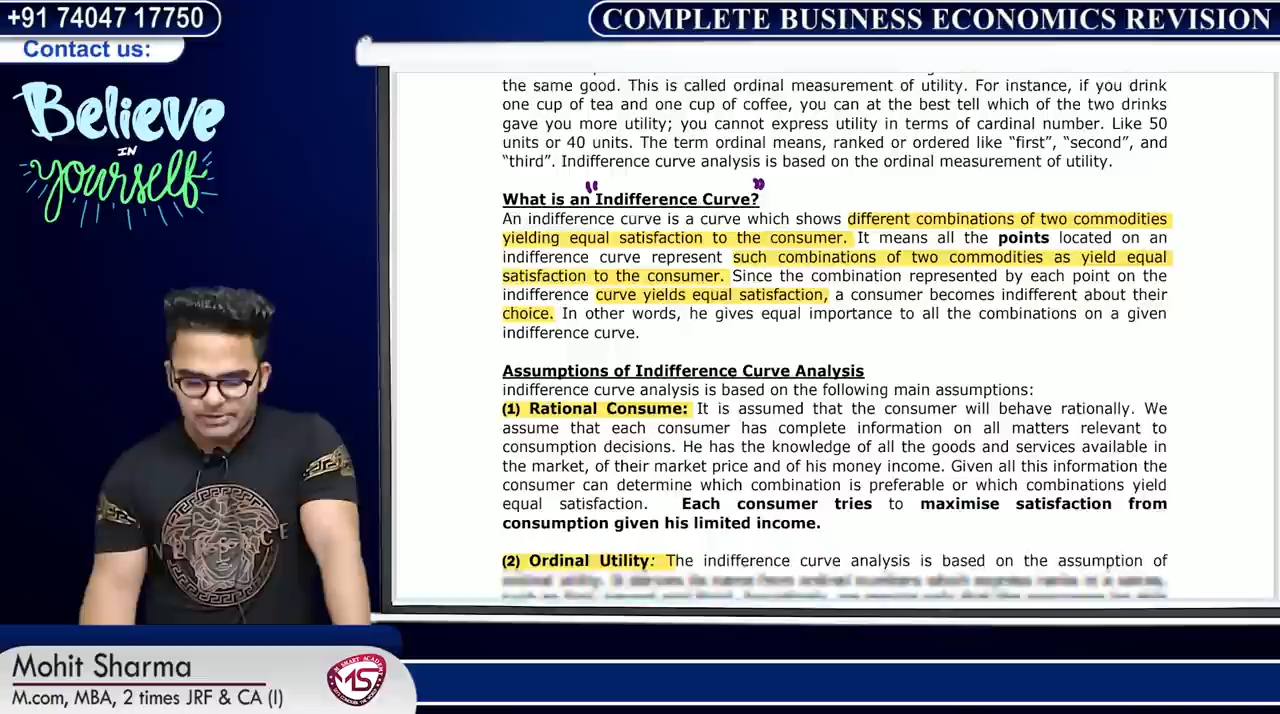 +91 74047 17750
Contact us:
COMPLETE BUSINESS ECONOMICS REVISION
Believe
IN
yourself
the same good. This is called ordinal measurement of utility. For instance, if you drink
one cup of tea and one cup of coffee, you can at the best tell which of the two drinks
gave you more utility; you cannot express utility in terms of cardinal number. Like 50
units or 40 units. The term ordinal means, ranked or ordered like “first”, “second”, and
“third”. Indifference curve analysis is based on the ordinal measurement of utility.
What is an "Indifference Curve?"
An indifference curve is a curve which shows different combinations of two commodities
yielding equal satisfaction to the consumer. It means all the points located on an
indifference curve represent such combinations of two commodities as yield equal
satisfaction to the consumer. Since the combination represented by each point on the
indifference curve yields equal satisfaction, a consumer becomes indifferent about their
choice. In other words, he gives equal importance to all the combinations on a given
indifference curve.
Assumptions of Indifference Curve Analysis
indifference curve analysis is based on the following main assumptions:
(1) Rational Consume: It is assumed that the consumer will behave rationally. We
assume that each consumer has complete information on all matters relevant to
consumption decisions. He has the knowledge of all the goods and services available in
the market, of their market price and of his money income. Given all this information the
consumer can determine which combination is preferable or which combinations yield
equal satisfaction. Each consumer tries to maximise satisfaction from
consumption given his limited income.
(2) Ordinal Utility: The indifference curve analysis is based on the assumption of
Mohit Sharma
M.com, MBA, 2 times JRF & CA (I)
MS